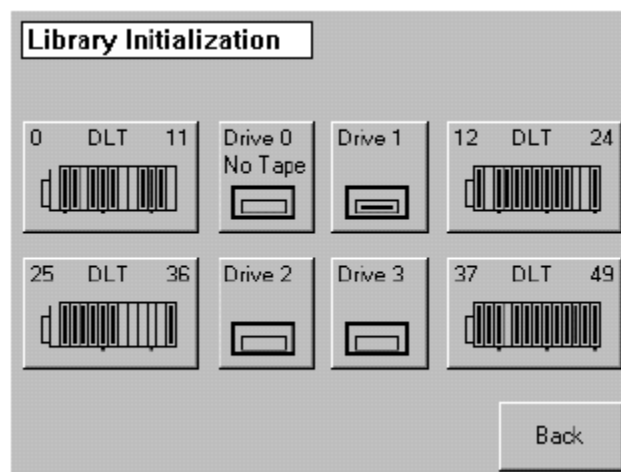 Library Initialization
0 DLT 11
Drive 0
No Tape
Drive 1
12 DLT 24
25 DLT 36
Drive 2
Drive 3
37 DLT 49
Back